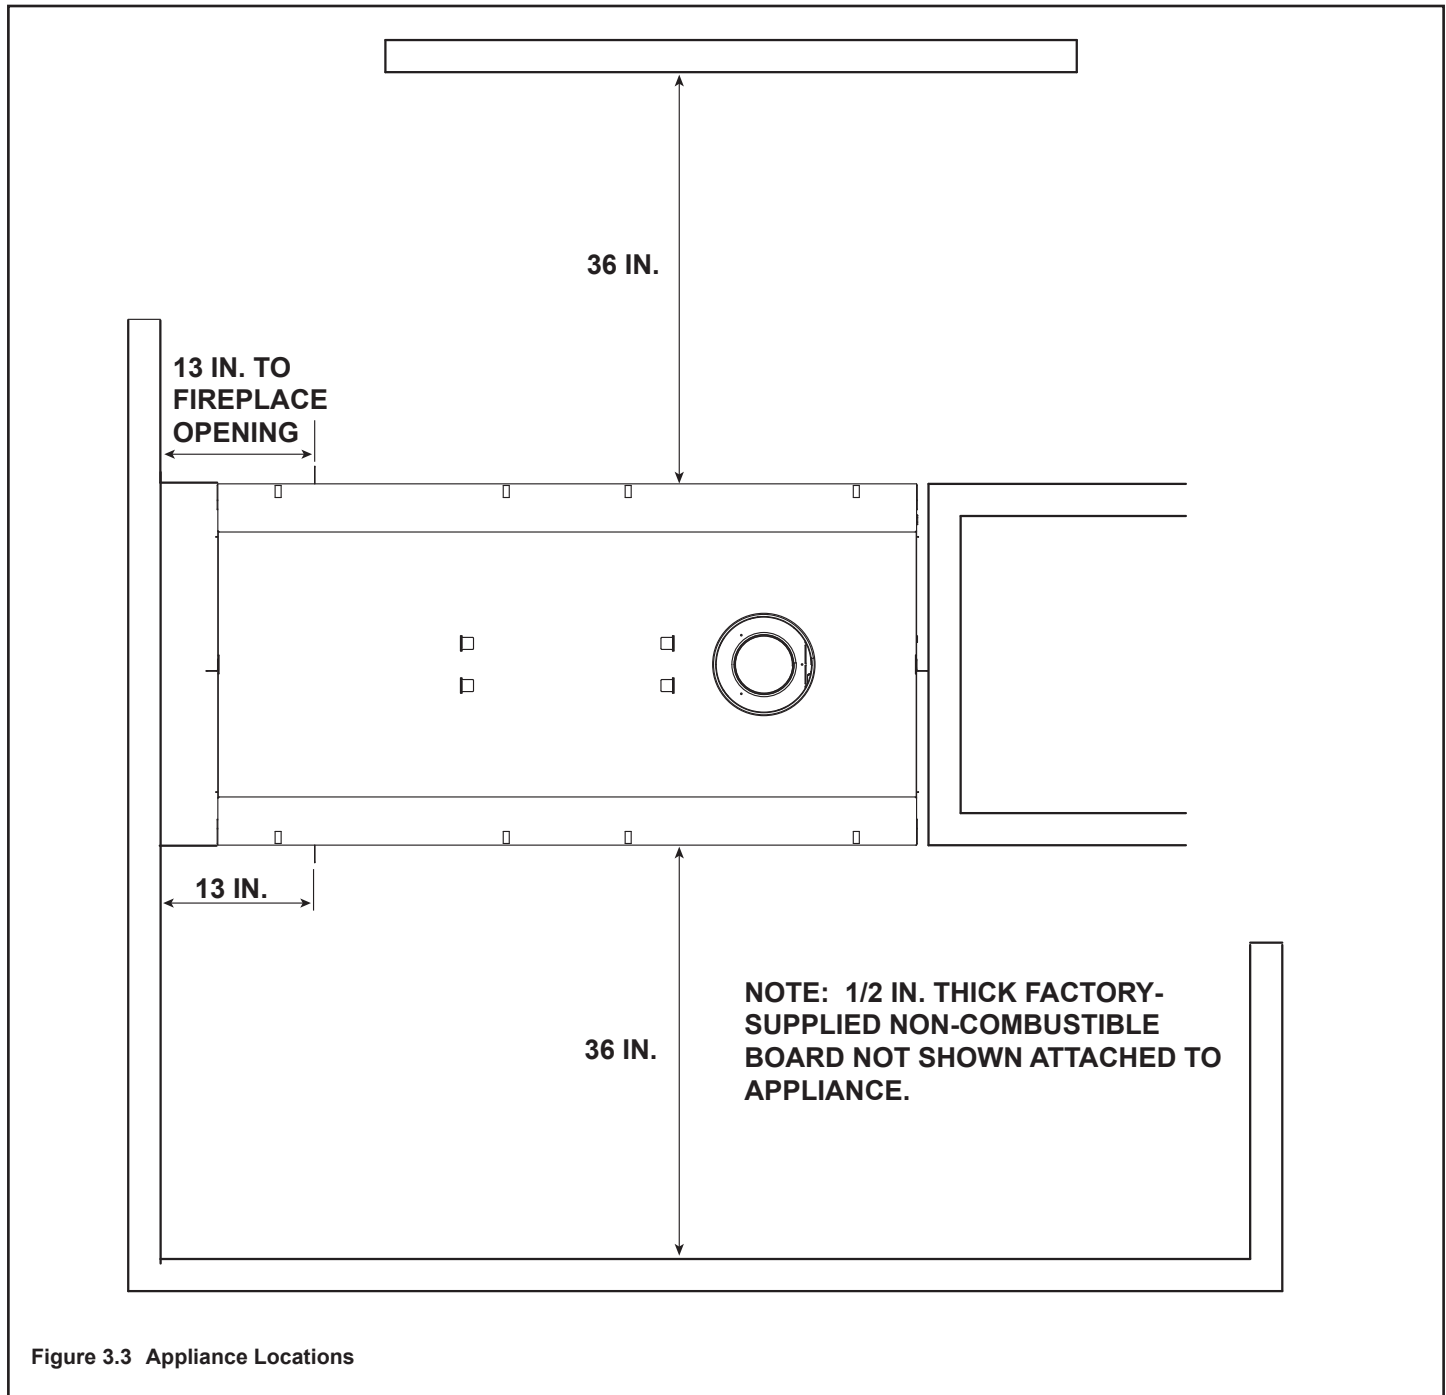 36 IN.
13 IN. TO
FIREPLACE
OPENING
13 IN.
36 IN.
NOTE: 1/2 IN. THICK FACTORY-
SUPPLIED NON-COMBUSTIBLE
BOARD NOT SHOWN ATTACHED TO
APPLIANCE.
Figure 3.3 Appliance Locations